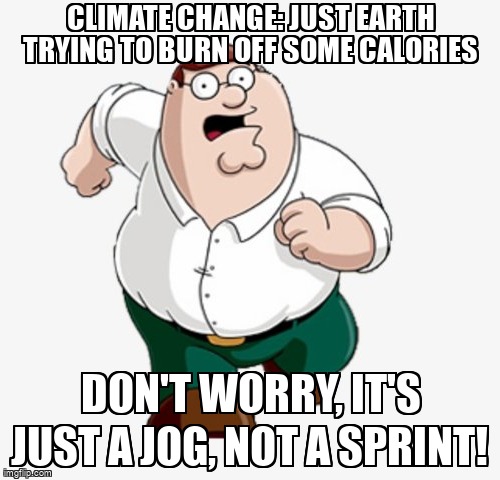 CLIMATE CHANGE: JUST EARTH
TRYING TO BURN OFF SOME CALORIES
DON'T WORRY, IT'S
JUST A JOG, NOT A SPRINT!
imgflip.com